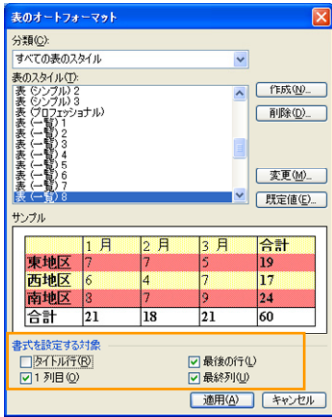 表のオートフォーマット
分類(C):
すべての表のスタイル
表のスタイル(T):
表 (シンプル) 2
表 (シンプル) 3
表 (プロフェッショナル)
表 (一覧) 1
表 (一覧) 2
表 (一覧) 3
表 (一覧) 4
表 (一覧) 5
表 (一覧) 6
表 (一覧) 7
表 (一覧) 8
作成(N)...
削除(D)...
変更(M)...
既定値(E)...
サンプル
1 月 2 月 3 月 合計
東地区 7 7 5 19
西地区 6 4 7 17
南地区 8 7 9 24
合計 21 18 21 60
書式を設定する対象
タイトル行(R) 最後の行(L)
1 列目(O) 最終列(U)
適用(A) キャンセル